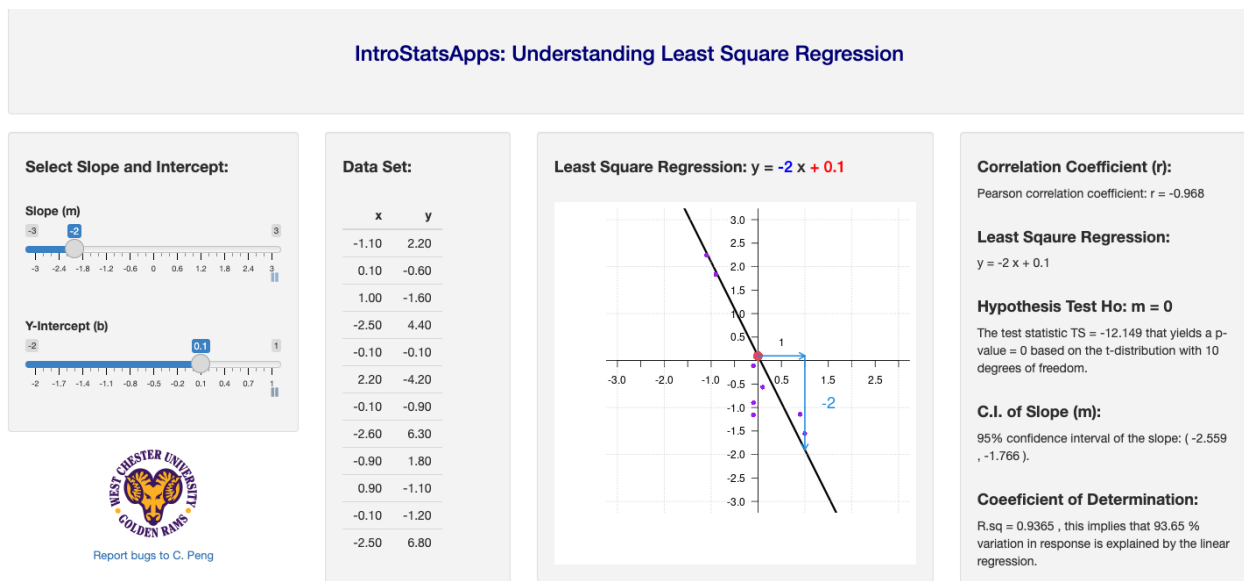 IntroStatsApps: Understanding Least Square Regression
Select Slope and Intercept:
Slope (m)
-3 -2 3
-3 -2.4 -1.8 -1.2 -0.6 0 0.6 1.2 1.8 2.4 3
Y-Intercept (b)
-2 0.1 1
-2 -1.7 -1.4 -1.1 -0.8 -0.5 -0.2 0.1 0.4 0.7 1
WEST CHESTER UNIVERSITY
GOLDEN RAMS
Report bugs to C. Peng
Data Set:
x y
-1.10 2.20
0.10 -0.60
1.00 -1.60
-2.50 4.40
-0.10 -0.10
2.20 -4.20
-0.10 -0.90
-2.60 6.30
-0.90 1.80
0.90 -1.10
-0.10 -1.20
-2.50 6.80
Least Square Regression: y = -2 x + 0.1
3.0
2.5
2.0
1.5
1.0
0.5
1
-3.0 -2.0 -1.0 0.5 1.5 2.5
-0.5
-1.0
-2
-1.5
-2.0
-2.5
-3.0
Correlation Coefficient (r):
Pearson correlation coefficient: r = -0.968
Least Sqaure Regression:
y = -2 x + 0.1
Hypothesis Test Ho: m = 0
The test statistic TS = -12.149 that yields a p-
value = 0 based on the t-distribution with 10
degrees of freedom.
C.I. of Slope (m):
95% confidence interval of the slope: ( -2.559
, -1.766 ).
Coeeficient of Determination:
R.sq = 0.9365 , this implies that 93.65 %
variation in response is explained by the linear
regression.